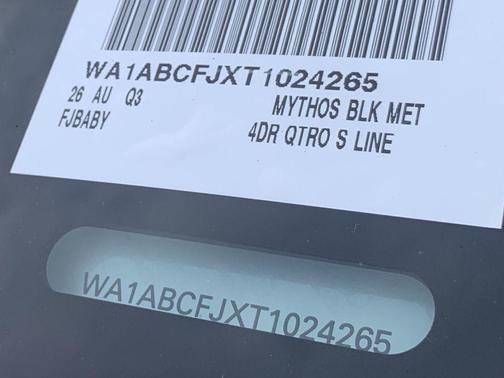 WA1ABCFJXT1024265
26 AU Q3 MYTHOS BLK MET
FJBABY 4DR QTRO S LINE
WA1ABCFJXT1024265